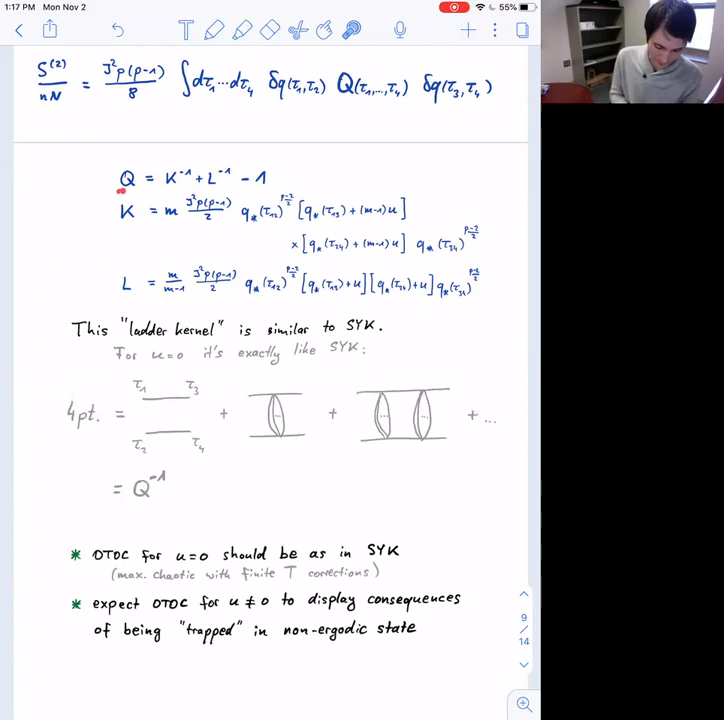 1:17 PM Mon Nov 2
55%
S⁽²⁾/nN = J²p(p-1)/8 ∫dτ₁...dτ₄ δq(τ₁,τ₂) Q(τ₁,...,τ₄) δq(τ₃,τ₄)
Q = K⁻¹ + L⁻¹ - 1
K = m J²p(p-1)/2 q⁎(τ₁₂)^((p-2)/2) [q⁎(τ₁₃) + (m-1)u]
× [q⁎(τ₂₄) + (m-1)u] q⁎(τ₃₄)^((p-2)/2)
L = m/(m-1) J²p(p-1)/2 q⁎(τ₁₂)^((p-2)/2) [q⁎(τ₁₃)+u][q⁎(τ₂₄)+u] q⁎(τ₃₄)^((p-2)/2)
This "ladder kernel" is similar to SYK.
For u=0 it's exactly like SYK:
τ₁ τ₃
4pt. = + + + ...
τ₂ τ₄
= Q⁻¹
* OTOC for u=0 should be as in SYK
(max. chaotic with finite T corrections)
* expect OTOC for u ≠ 0 to display consequences
of being "trapped" in non-ergodic state
9
/
14